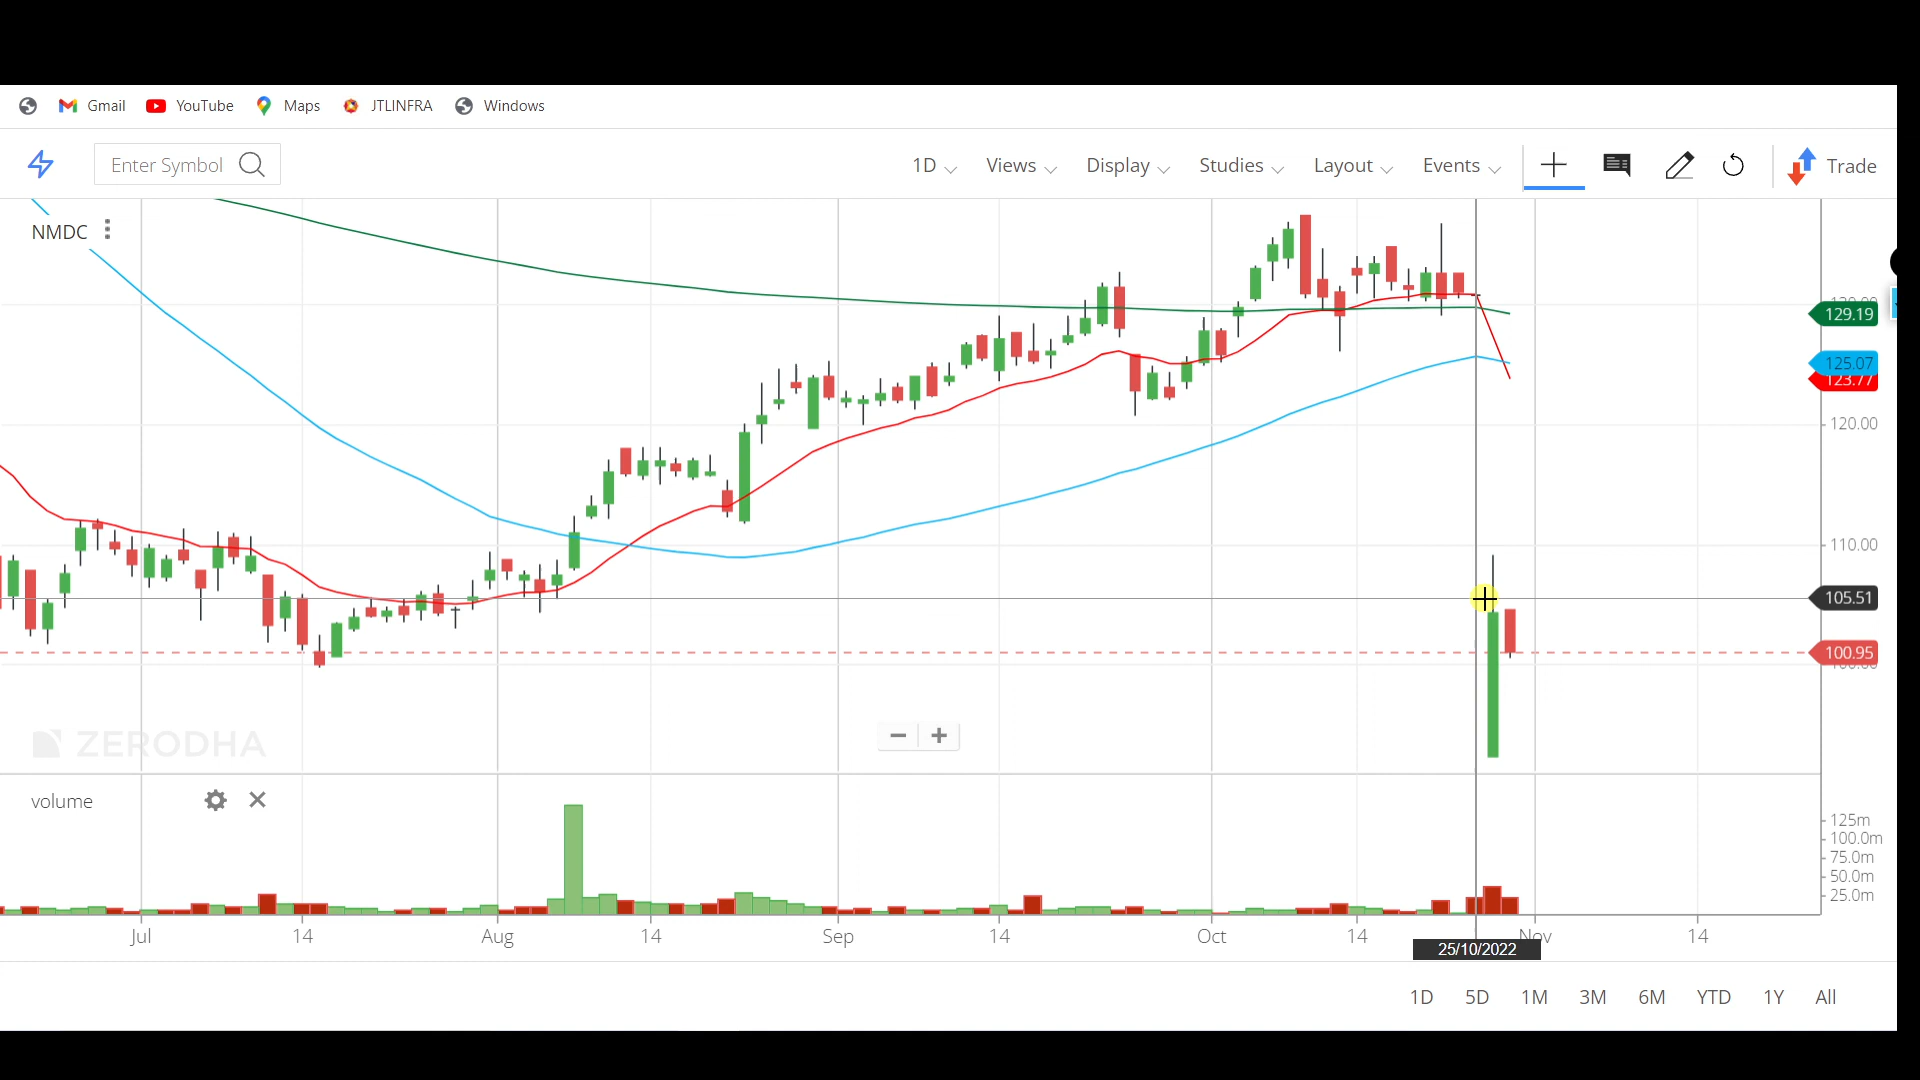 Gmail YouTube Maps JTLINFRA Windows
Enter Symbol 1D Views Display Studies Layout Events Trade
NMDC
129.19
125.07
123.77
120.00
110.00
105.51
100.95
ZERODHA
volume
125m
100.0m
75.0m
50.0m
25.0m
Jul 14 Aug 14 Sep 14 Oct 14 Nov 14
25/10/2022
1D 5D 1M 3M 6M YTD 1Y All